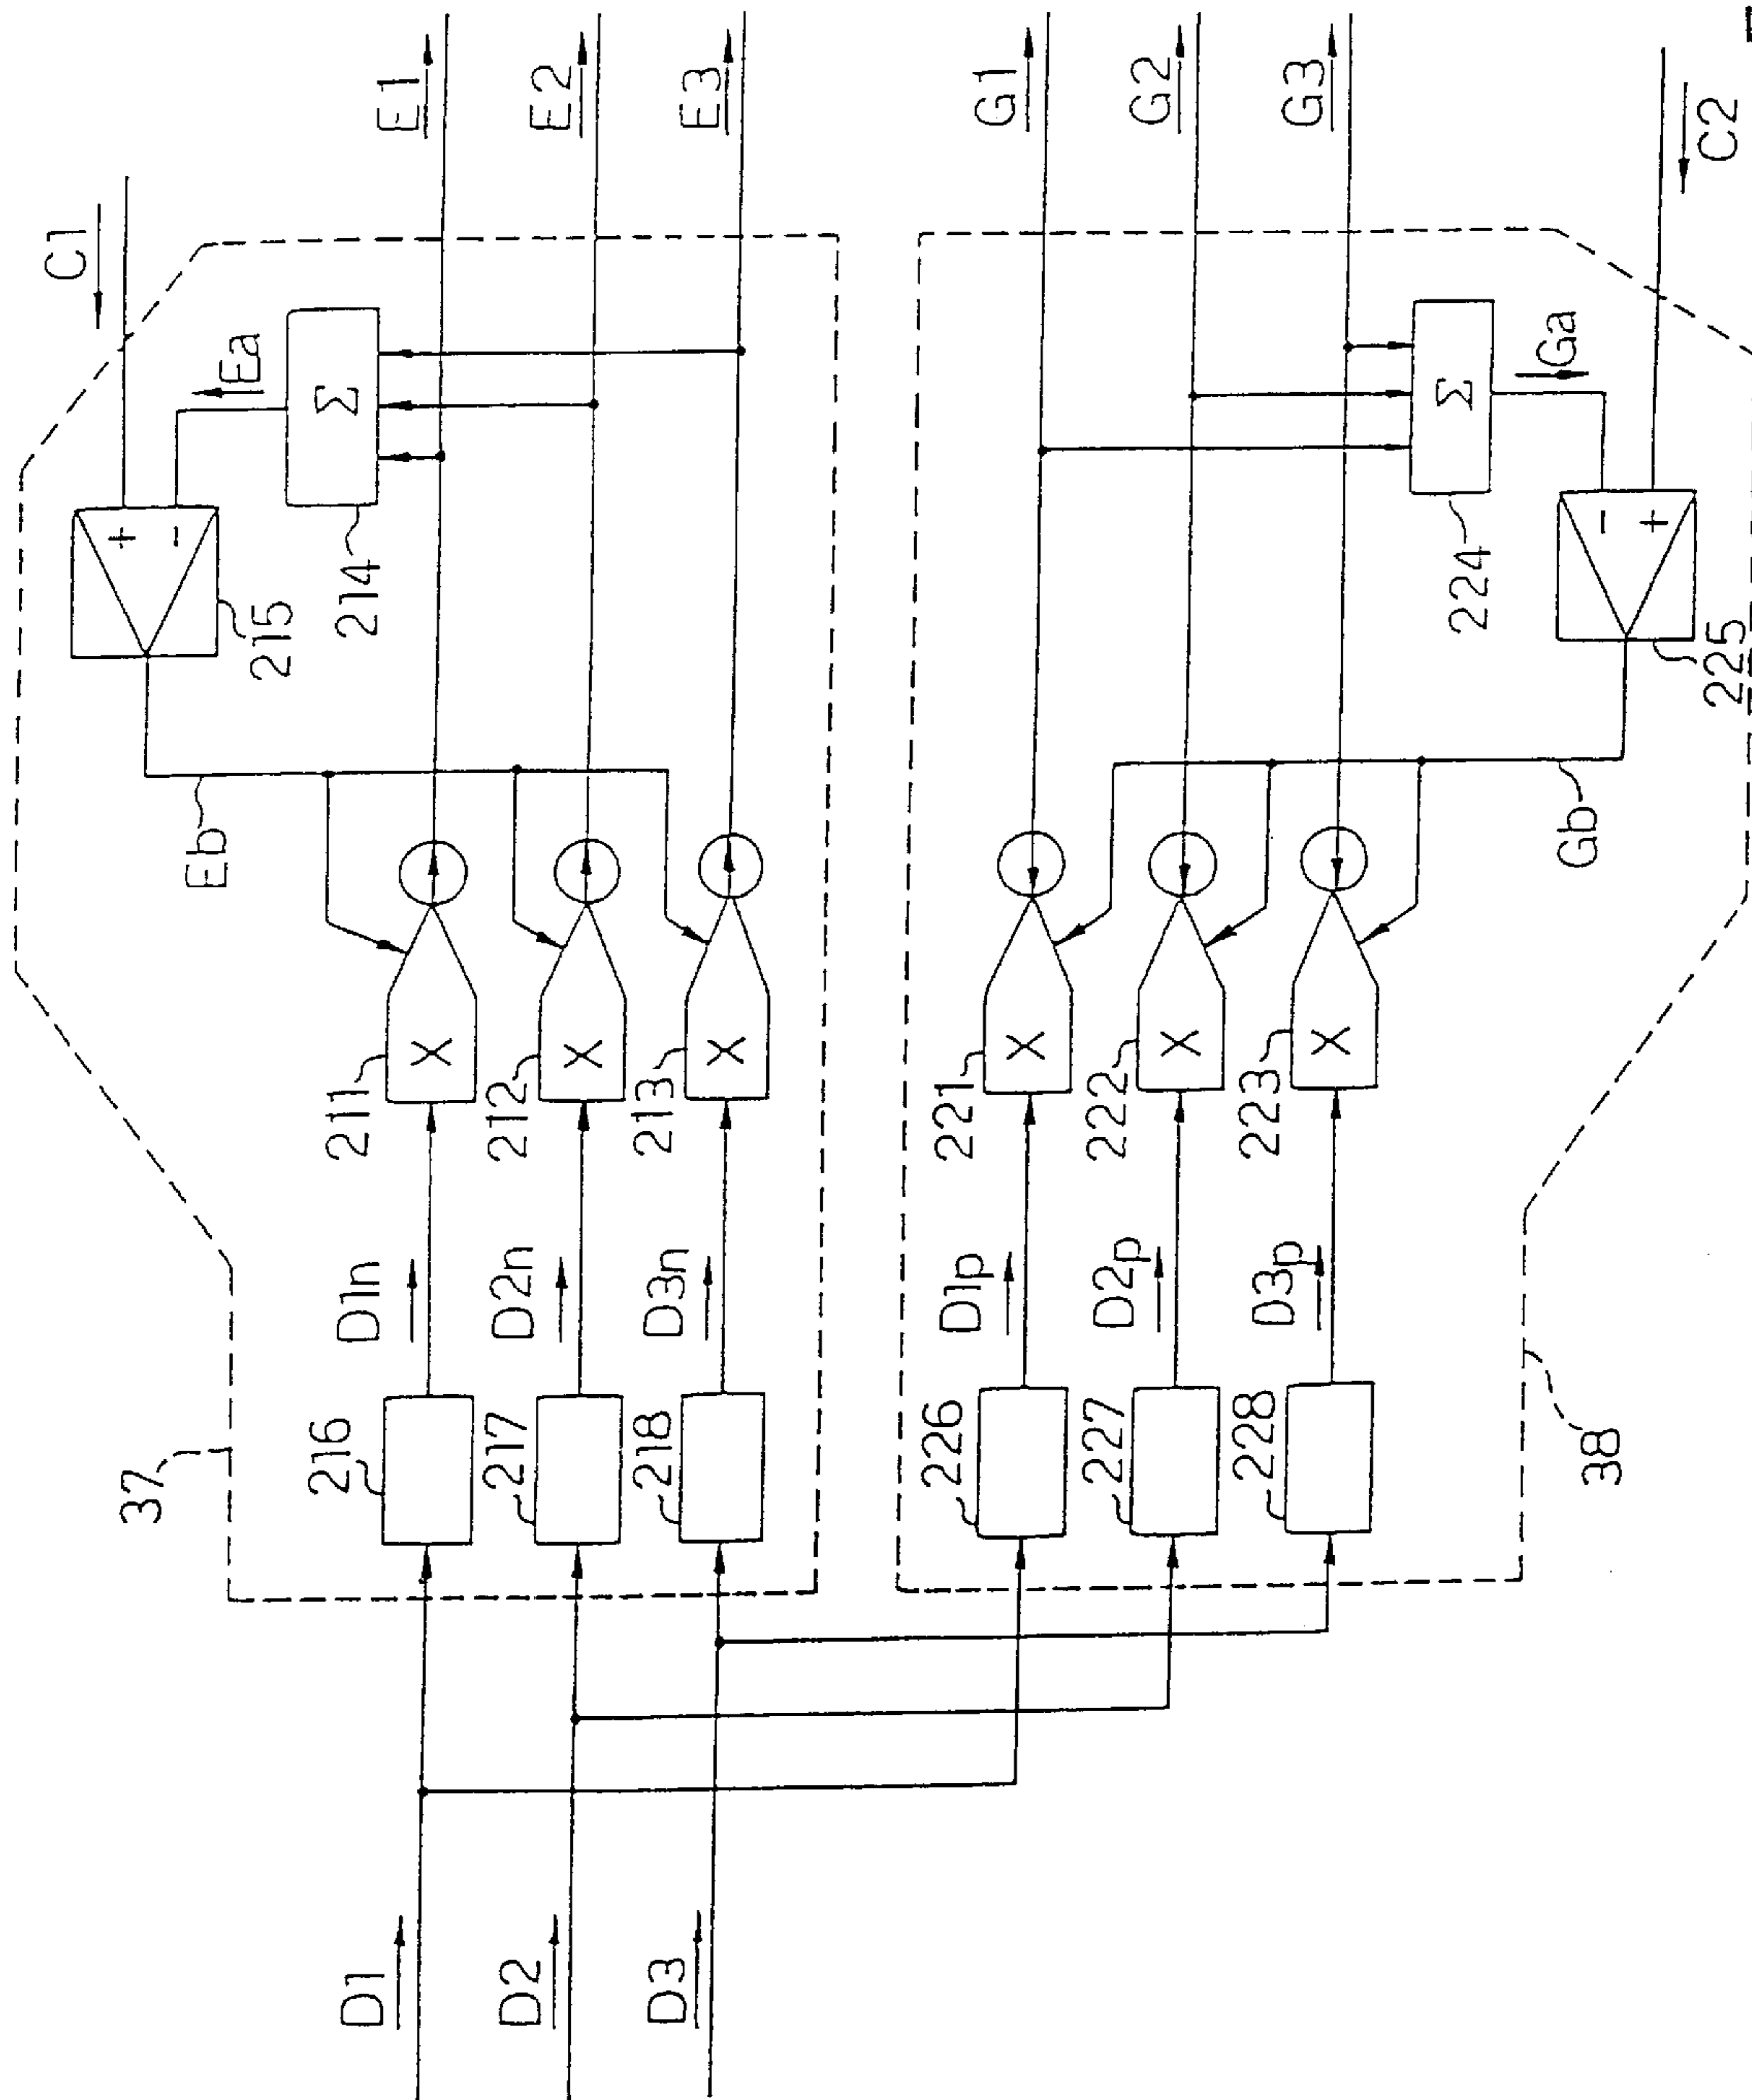 C1
E1
E2
E3
Ea
Σ
214
+
-
215
Eb
X
211
X
212
X
213
D1n
D2n
D3n
216
217
218
37
D1
D2
D3
G1
G2
G3
C2
Ga
Σ
224
-
+
225
Gb
X
221
X
222
X
223
D1p
D2p
D3p
226
227
228
38